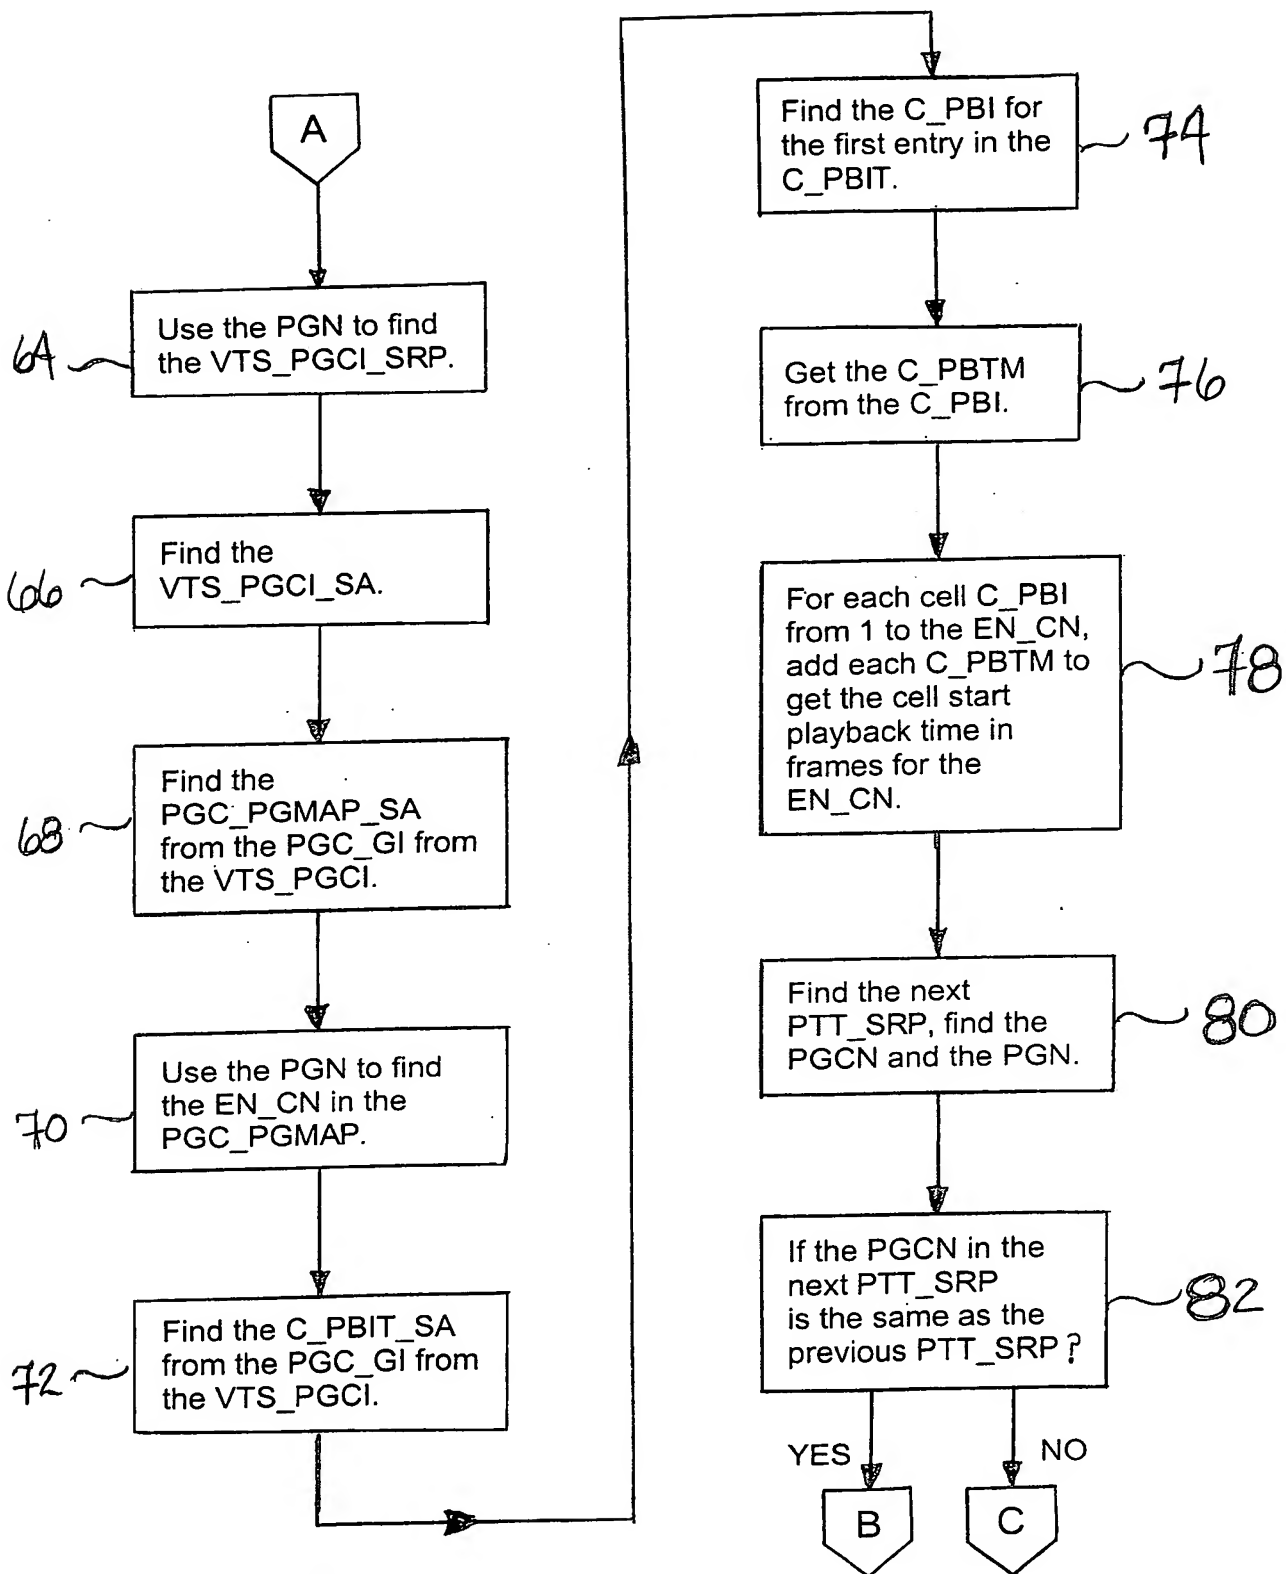 A
64
Use the PGN to find
the VTS_PGCI_SRP.
66
Find the
VTS_PGCI_SA.
68
Find the
PGC_PGMAP_SA
from the PGC_GI from
the VTS_PGCI.
70
Use the PGN to find
the EN_CN in the
PGC_PGMAP.
72
Find the C_PBIT_SA
from the PGC_GI from
the VTS_PGCI.
Find the C_PBI for
the first entry in the
C_PBIT.
74
Get the C_PBTM
from the C_PBI.
76
For each cell C_PBI
from 1 to the EN_CN,
add each C_PBTM to
get the cell start
playback time in
frames for the
EN_CN.
78
Find the next
PTT_SRP, find the
PGCN and the PGN.
80
If the PGCN in the
next PTT_SRP
is the same as the
previous PTT_SRP?
82
YES
NO
B
C